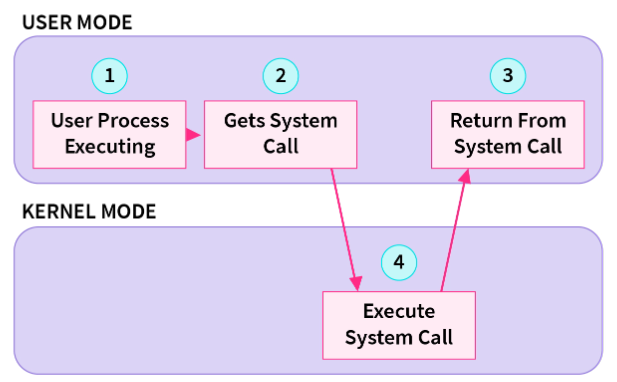 USER MODE
1
2
3
User Process
Executing
Gets System
Call
Return From
System Call
KERNEL MODE
4
Execute
System Call